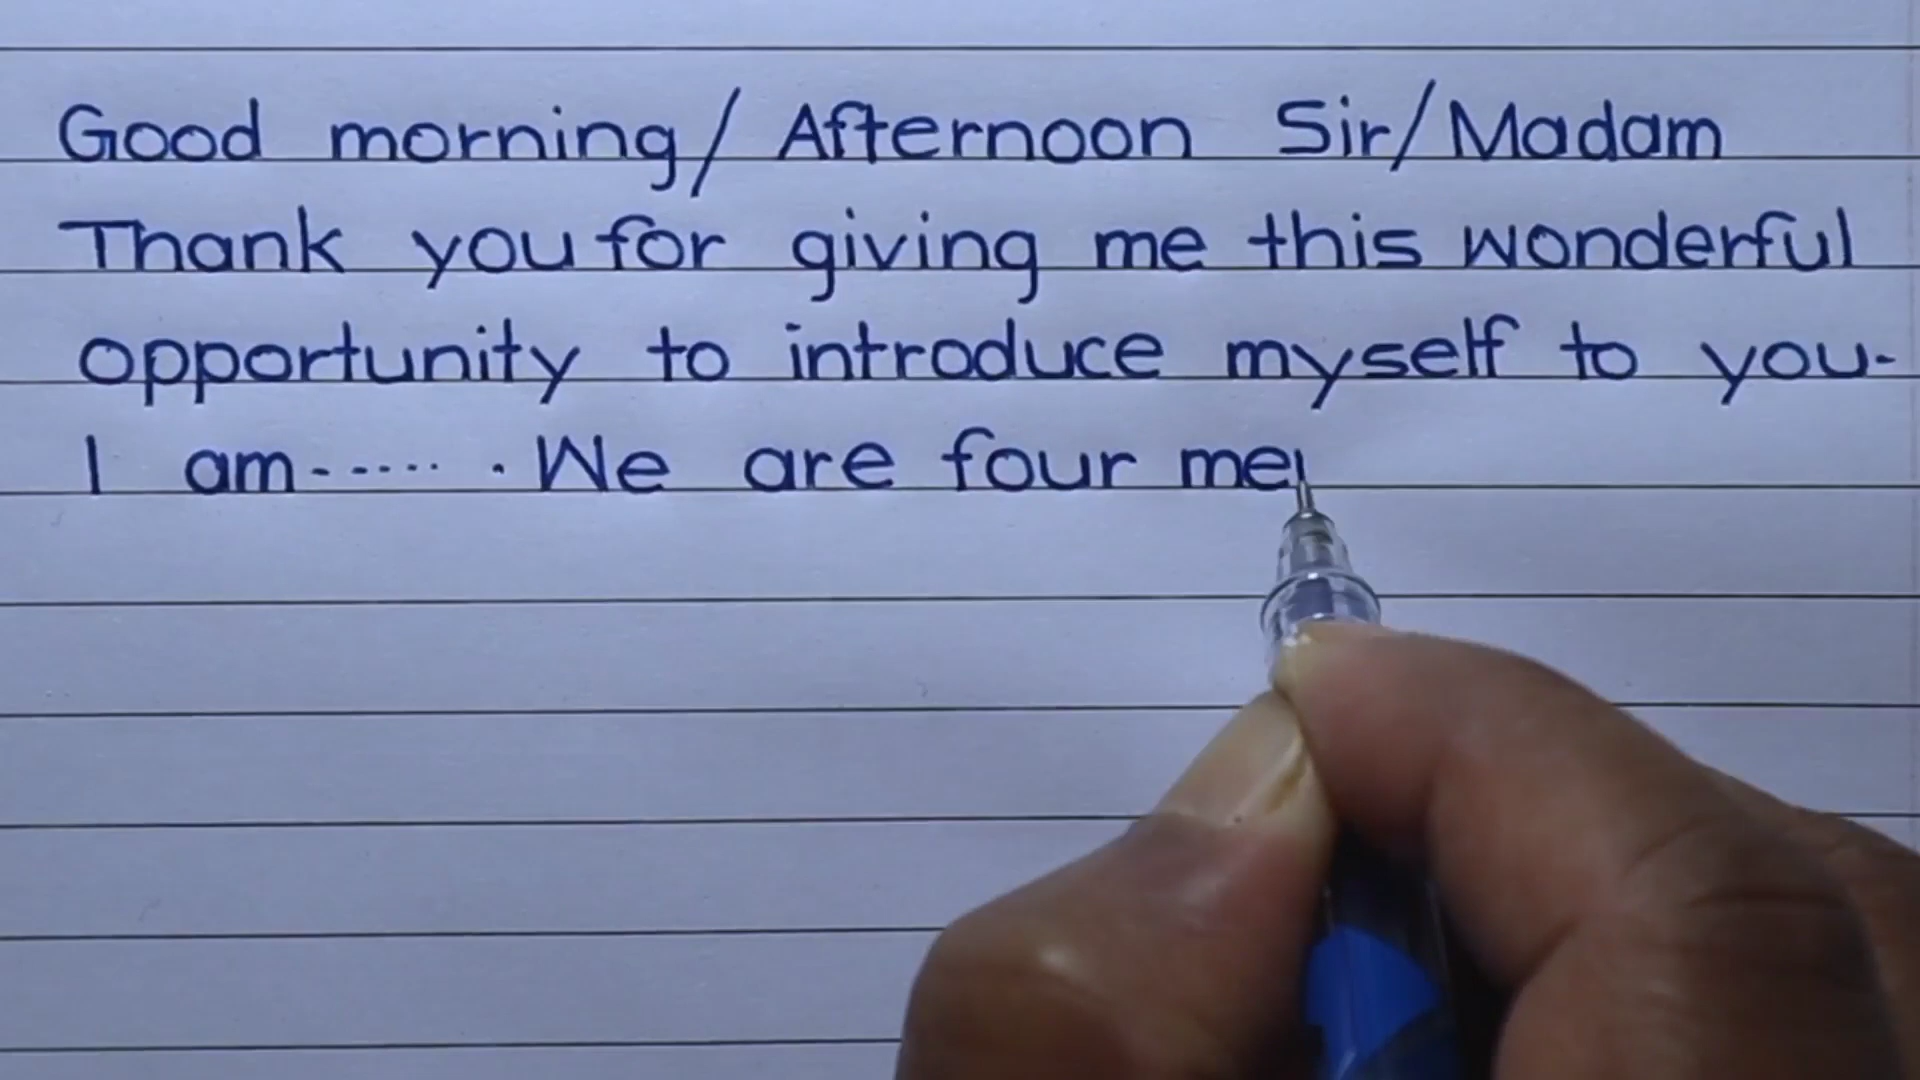 Good morning/ Afternoon Sir/Madam
Thank you for giving me this wonderful
opportunity to introduce myself to you.
I am-----. . We are four me